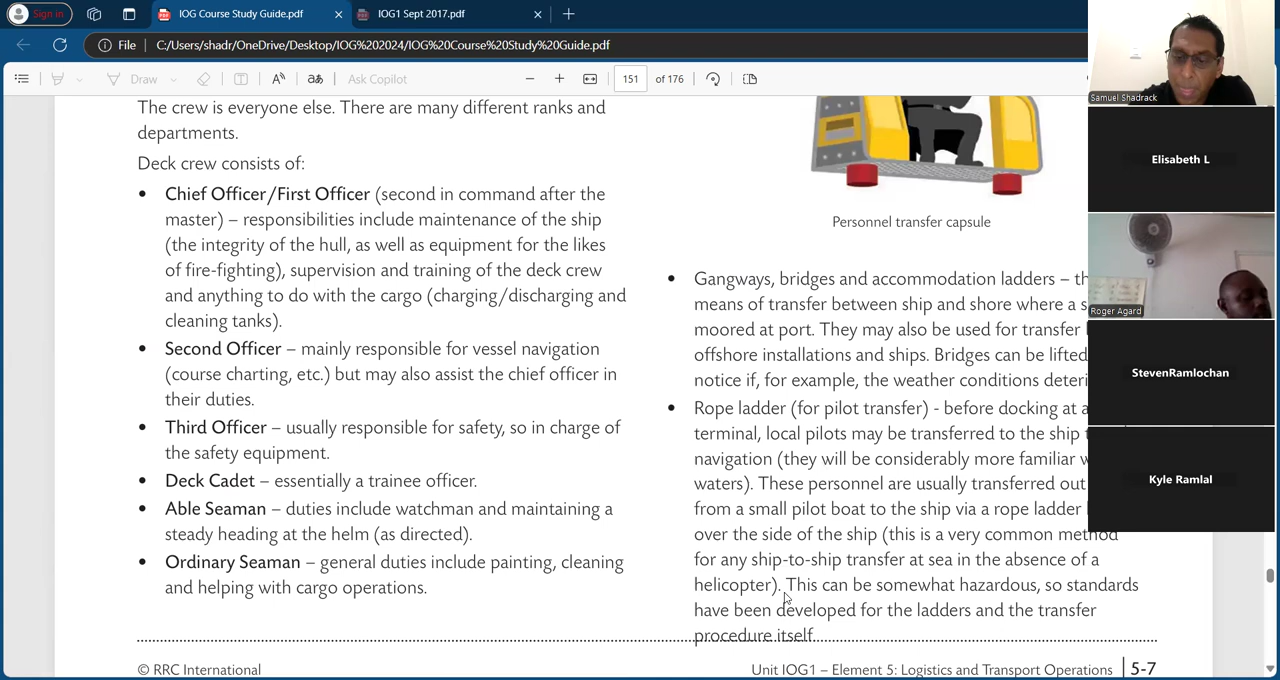 Sign in
IOG Course Study Guide.pdf
IOG1 Sept 2017.pdf
File
C:/Users/shadr/OneDrive/Desktop/IOG%202024/IOG%20Course%20Study%20Guide.pdf
Draw
Ask Copilot
151 of 176
The crew is everyone else. There are many different ranks and
departments.
Deck crew consists of:
• Chief Officer/First Officer (second in command after the
master) – responsibilities include maintenance of the ship
(the integrity of the hull, as well as equipment for the likes
of fire-fighting), supervision and training of the deck crew
and anything to do with the cargo (charging/discharging and
cleaning tanks).
• Second Officer – mainly responsible for vessel navigation
(course charting, etc.) but may also assist the chief officer in
their duties.
• Third Officer – usually responsible for safety, so in charge of
the safety equipment.
• Deck Cadet – essentially a trainee officer.
• Able Seaman – duties include watchman and maintaining a
steady heading at the helm (as directed).
• Ordinary Seaman – general duties include painting, cleaning
and helping with cargo operations.
Personnel transfer capsule
• Gangways, bridges and accommodation ladders –
means of transfer between ship and shore where a
moored at port. They may also be used for transfer
offshore installations and ships. Bridges can be lifted
notice if, for example, the weather conditions
• Rope ladder (for pilot transfer) - before docking at
terminal, local pilots may be transferred to the ship
navigation (they will be considerably more familiar
waters). These personnel are usually transferred out
from a small pilot boat to the ship via a rope ladder
over the side of the ship (this is a very common method
for any ship-to-ship transfer at sea in the absence of a
helicopter). This can be somewhat hazardous, so standards
have been developed for the ladders and the transfer
procedure itself.
© RRC International
Unit IOG1 – Element 5: Logistics and Transport Operations 5-7
Samuel Shadrack
Elisabeth L
Roger Agard
StevenRamlochan
Kyle Ramlal